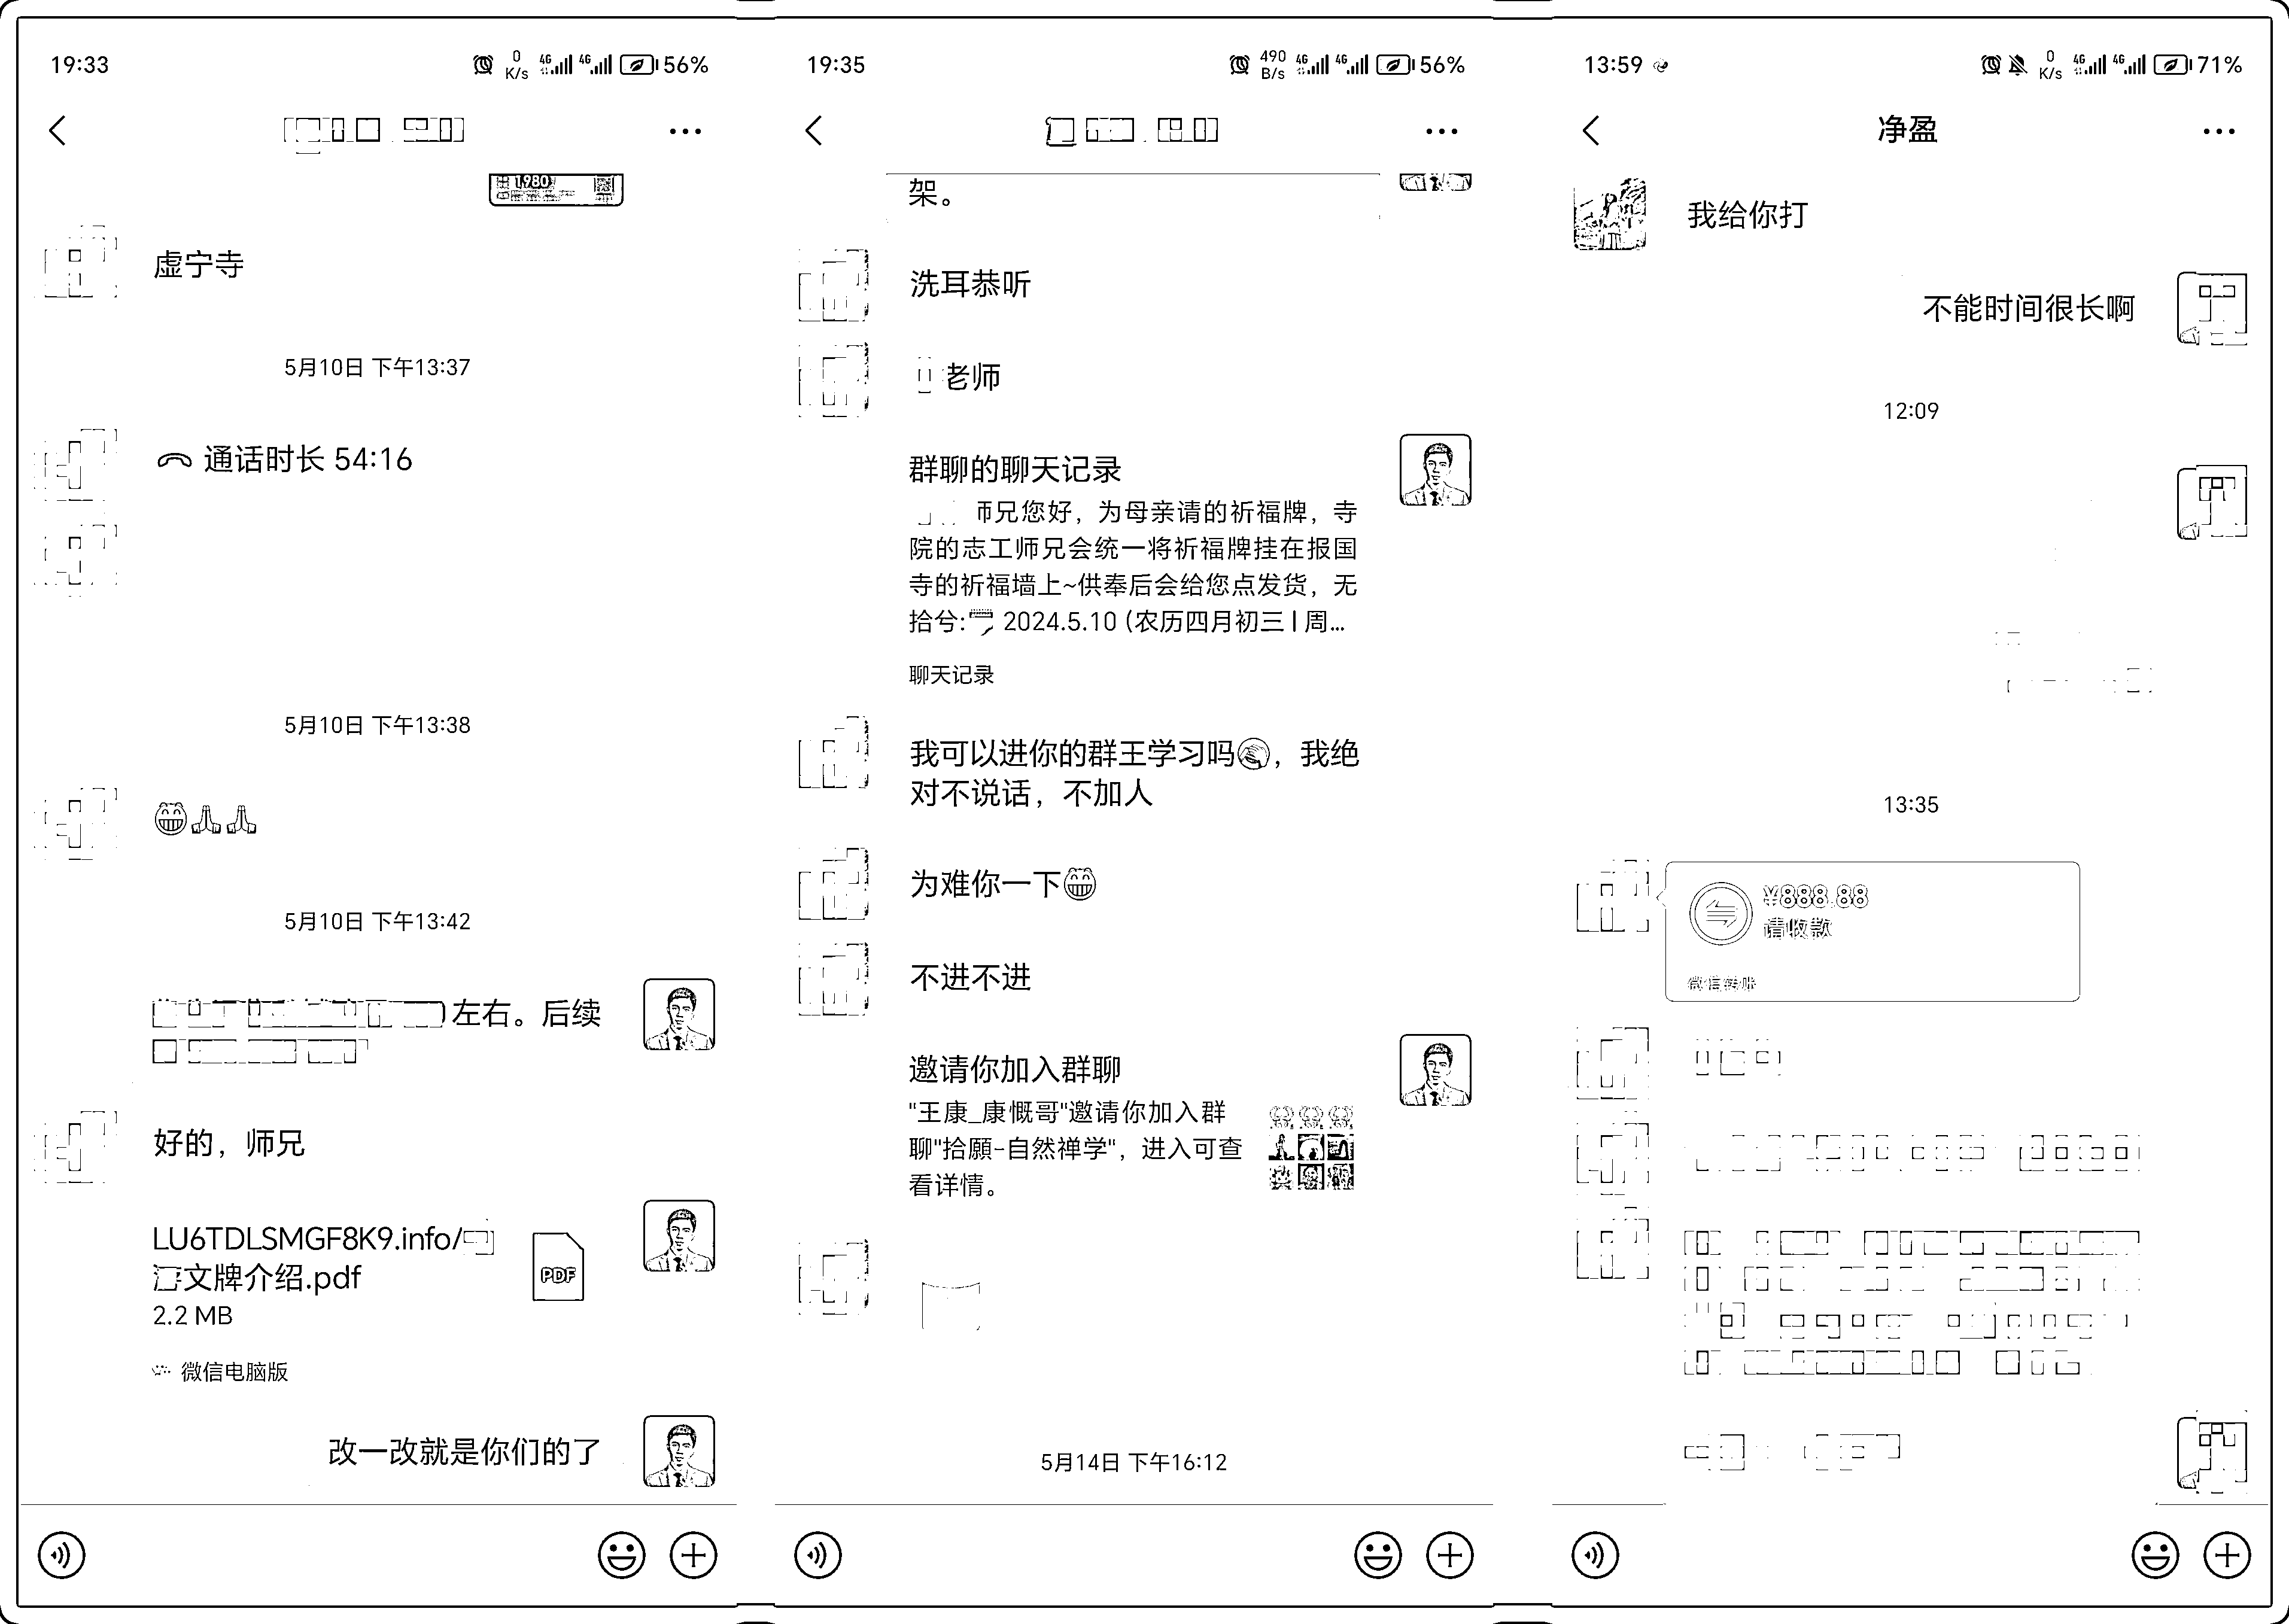 19:33
0
K/s
4G
4G
56%
1,980
虚宁寺
5月10日 下午13:37
通话时长 54:16
5月10日 下午13:38
5月10日 下午13:42
左右。后续
好的，师兄
LU6TDLSMGF8K9.info/
文牌介绍.pdf
PDF
2.2 MB
微信电脑版
改一改就是你们的了
19:35
490
B/s
4G
4G
56%
架。
洗耳恭听
老师
群聊的聊天记录
师兄您好，为母亲请的祈福牌，寺
院的志工师兄会统一将祈福牌挂在报国
寺的祈福墙上~供奉后会给您点发货，无
拾兮: 2024.5.10 (农历四月初三 | 周...
聊天记录
我可以进你的群王学习吗，我绝
对不说话，不加人
为难你一下
不进不进
邀请你加入群聊
"王康_康慨哥"邀请你加入群
聊"拾願-自然禅学"，进入可查
看详情。
5月14日 下午16:12
13:59
0
K/s
4G
4G
71%
净盈
我给你打
不能时间很长啊
12:09
13:35
¥888.88
请收款
微信转账